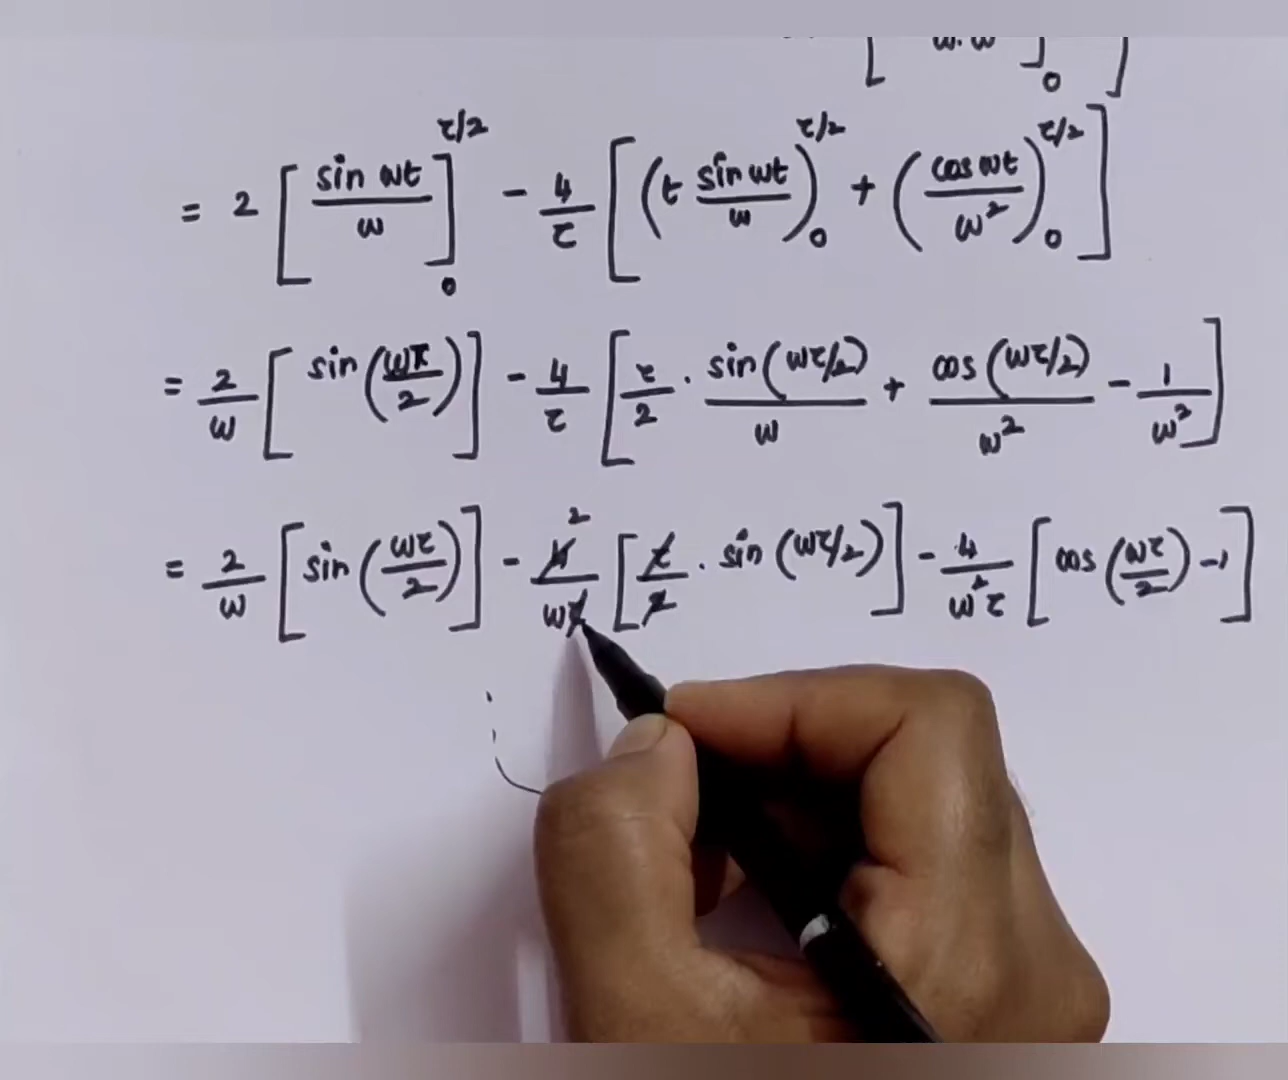 [ ω.ω ]₀ ]
= 2 [ sin ωt / ω ]₀^τ/2 - 4/τ [ (t sin ωt / ω)₀^τ/2 + (cos ωt / ω²)₀^τ/2 ]
= 2/ω [ sin (ωτ/2) ] - 4/τ [ τ/2 . sin (ωτ/2) / ω + cos (ωτ/2) / ω² - 1/ω² ]
= 2/ω [ sin (ωτ/2) ] - 4 2/ωτ [ τ/2 . sin (ωτ/2) ] - 4/ω²τ [ cos (ωτ/2) - 1 ]